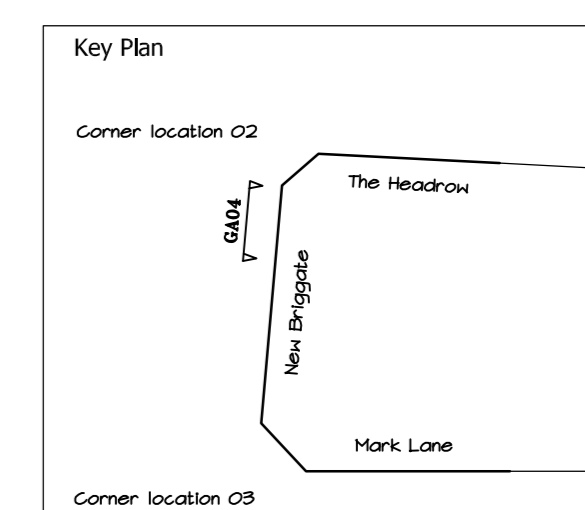 Key Plan
Corner location 02
The Headrow
GA04
New Briggate
Mark Lane
Corner location 03